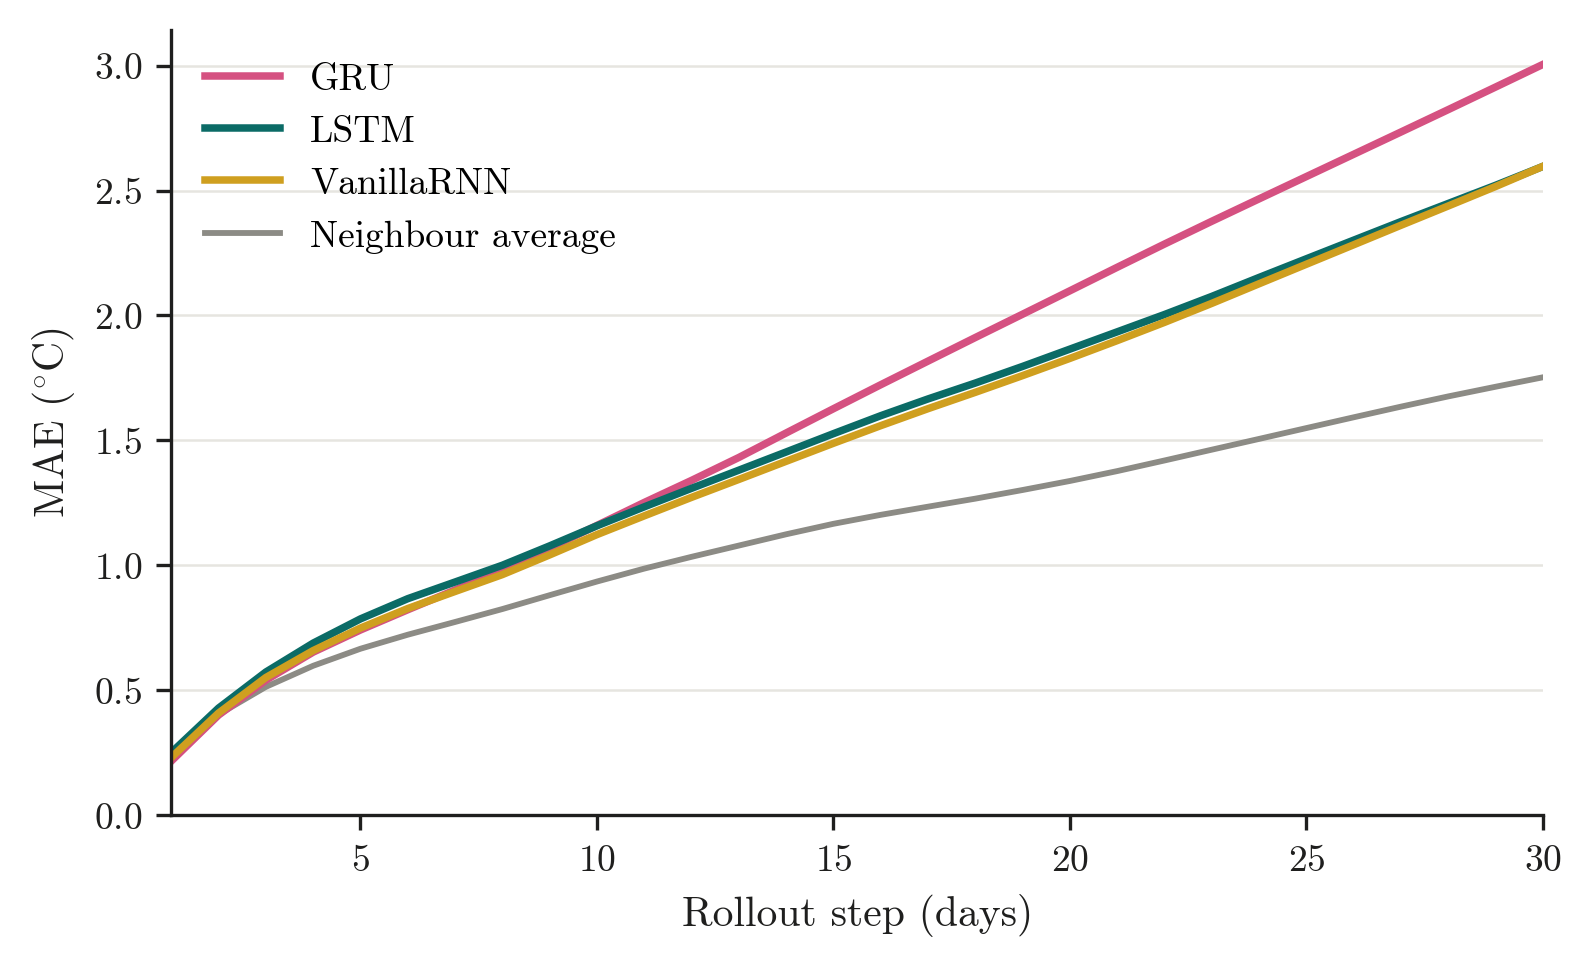 GRU
LSTM
VanillaRNN
Neighbour average
MAE (°C)
3.0
2.5
2.0
1.5
1.0
0.5
0.0
5 10 15 20 25 30
Rollout step (days)